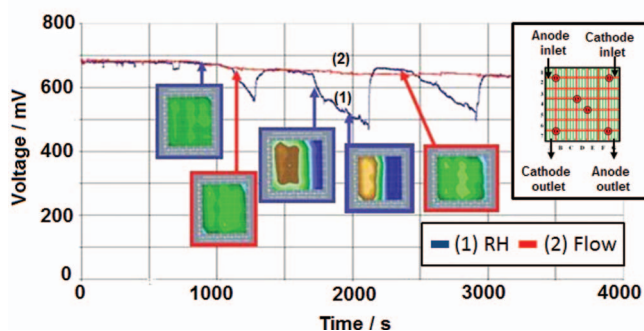 Voltage / mV
800
600
400
200
0
0
1000
2000
3000
4000
Time / s
(2)
(1)
(1) RH
(2) Flow
Anode inlet
Cathode inlet
Cathode outlet
Anode outlet